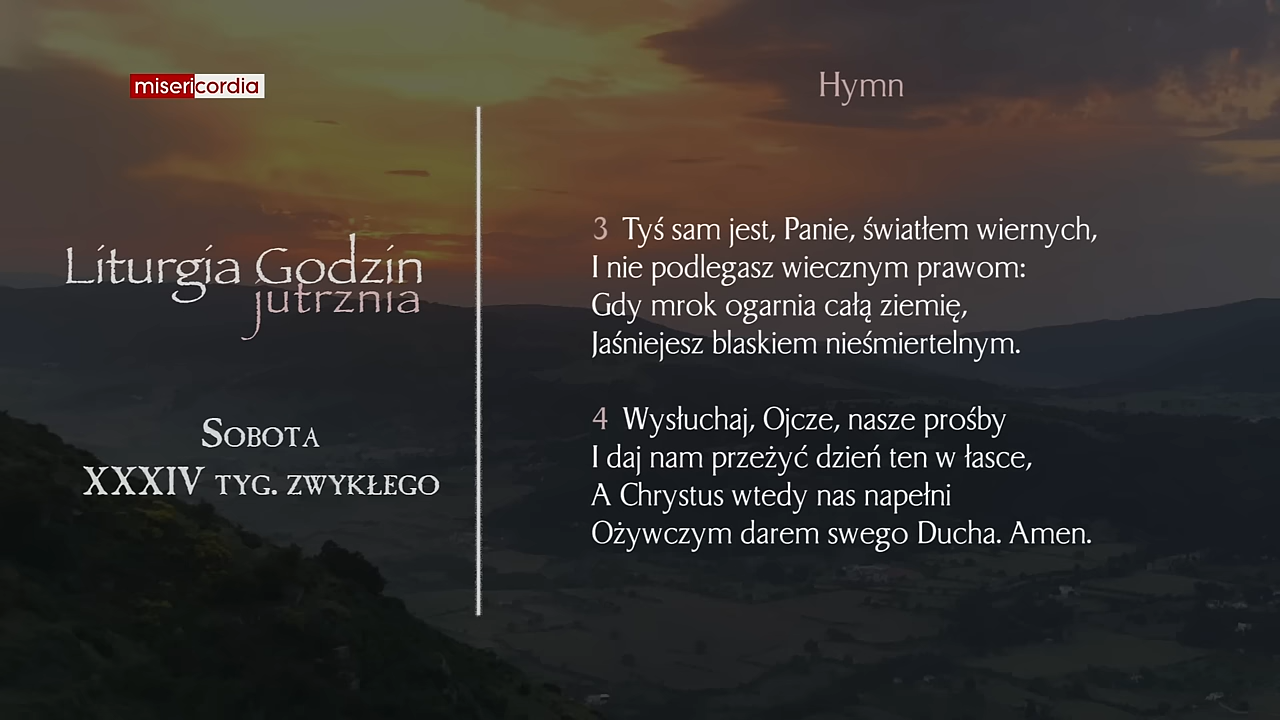 misericordia
Liturgia Godzin
jutrznia
Sobota
XXXIV tyg. zwykłego
Hymn
3 Tyś sam jest, Panie, światłem wiernych,
I nie podlegasz wiecznym prawom:
Gdy mrok ogarnia całą ziemię,
Jaśniejesz blaskiem nieśmiertelnym.
4 Wysłuchaj, Ojcze, nasze prośby
I daj nam przeżyć dzień ten w łasce,
A Chrystus wtedy nas napełni
Ożywczym darem swego Ducha. Amen.